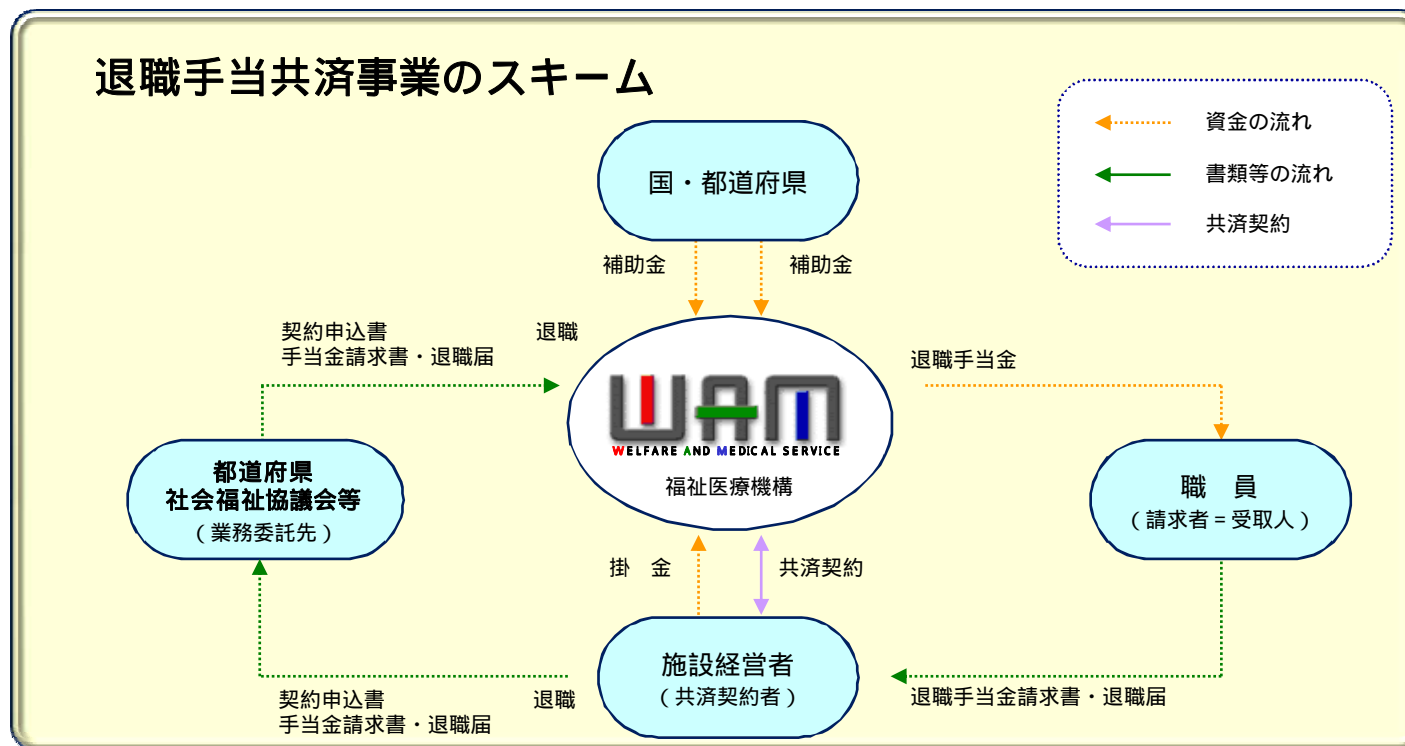 退職手当共済事業のスキーム
資金の流れ
書類等の流れ
共済契約
国・都道府県
補助金
補助金
契約申込書 退職
手当金請求書・退職届
退職手当金
WAM
WELFARE AND MEDICAL SERVICE
福祉医療機構
都道府県
社会福祉協議会等
(業務委託先)
職 員
(請求者=受取人)
掛 金
共済契約
施設経営者
(共済契約者)
契約申込書 退職
手当金請求書・退職届
退職手当金請求書・退職届